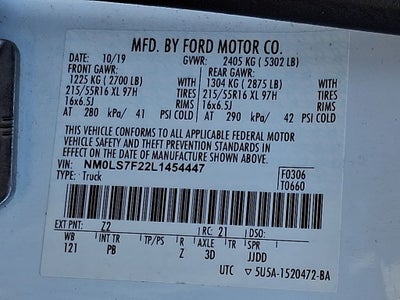 MFD. BY FORD MOTOR CO.
DATE: 10/19 GVWR: 2405 KG ( 5302 LB)
FRONT GAWR: REAR GAWR:
1225 KG ( 2700 LB) WITH 1304 KG ( 2875 LB) WITH
215/55R16 XL 97H TIRES 215/55R16 XL 97H TIRES
16x6.5J RIMS 16x6.5J RIMS
AT 280 kPa/ 41 PSI COLD AT 290 kPa/ 42 PSI COLD
THIS VEHICLE CONFORMS TO ALL APPLICABLE FEDERAL MOTOR
VEHICLE SAFETY AND THEFT PREVENTION STANDARDS IN
EFFECT ON THE DATE OF MANUFACTURE SHOWN ABOVE.
VIN: NM0LS7F22L1454447
TYPE: Truck
F0306
T0660
EXT PNT: Z2 RC: 21 DSO:
WB INT TR TP/PS R AXLE TR SPR
121 PB Z 3D JJDD
UTC ▽5U5A-1520472-BA